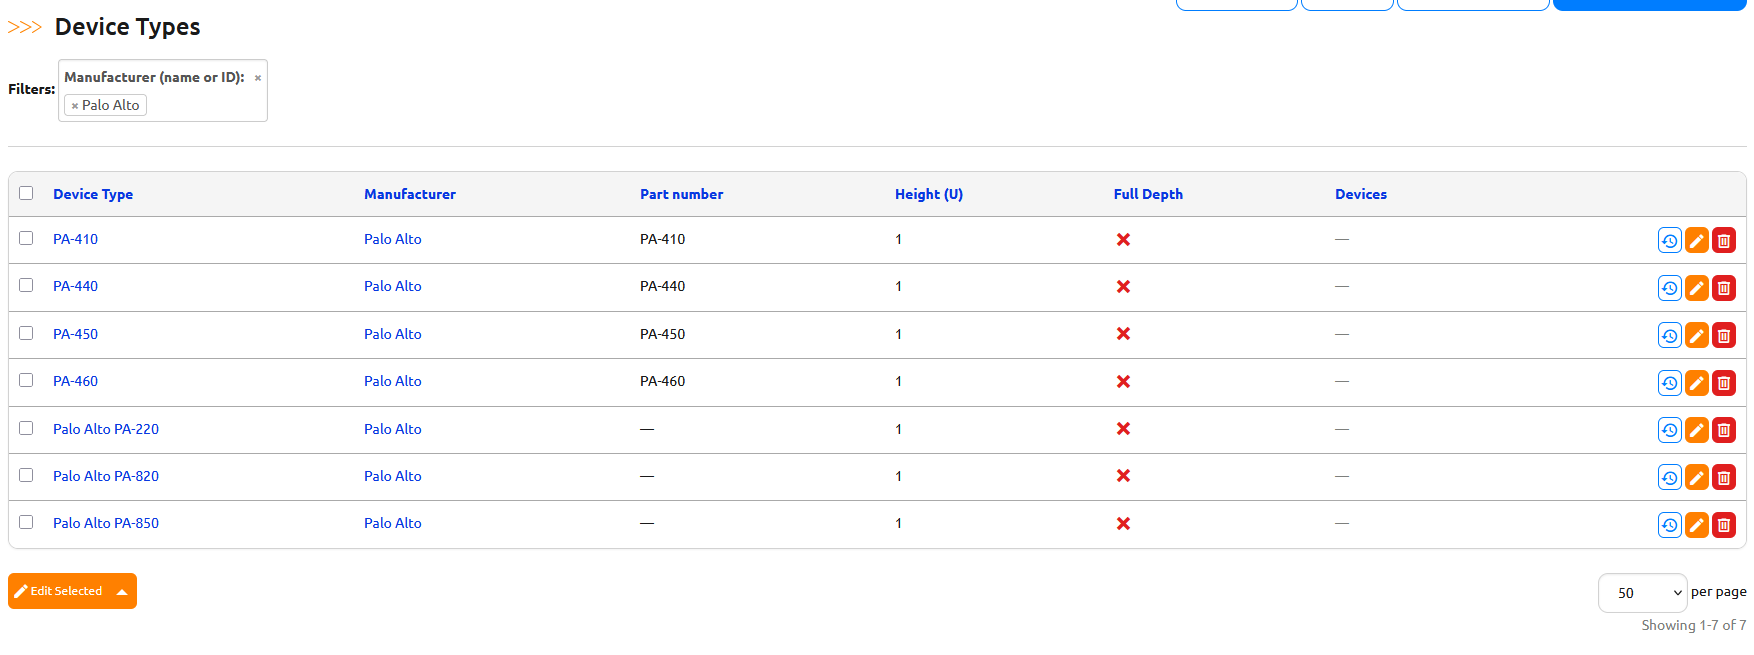 >>> Device Types
Filters:
Manufacturer (name or ID): ×
× Palo Alto
Device Type Manufacturer Part number Height (U) Full Depth Devices
PA-410 Palo Alto PA-410 1 —
PA-440 Palo Alto PA-440 1 —
PA-450 Palo Alto PA-450 1 —
PA-460 Palo Alto PA-460 1 —
Palo Alto PA-220 Palo Alto — 1 —
Palo Alto PA-820 Palo Alto — 1 —
Palo Alto PA-850 Palo Alto — 1 —
Edit Selected
50 per page
Showing 1-7 of 7